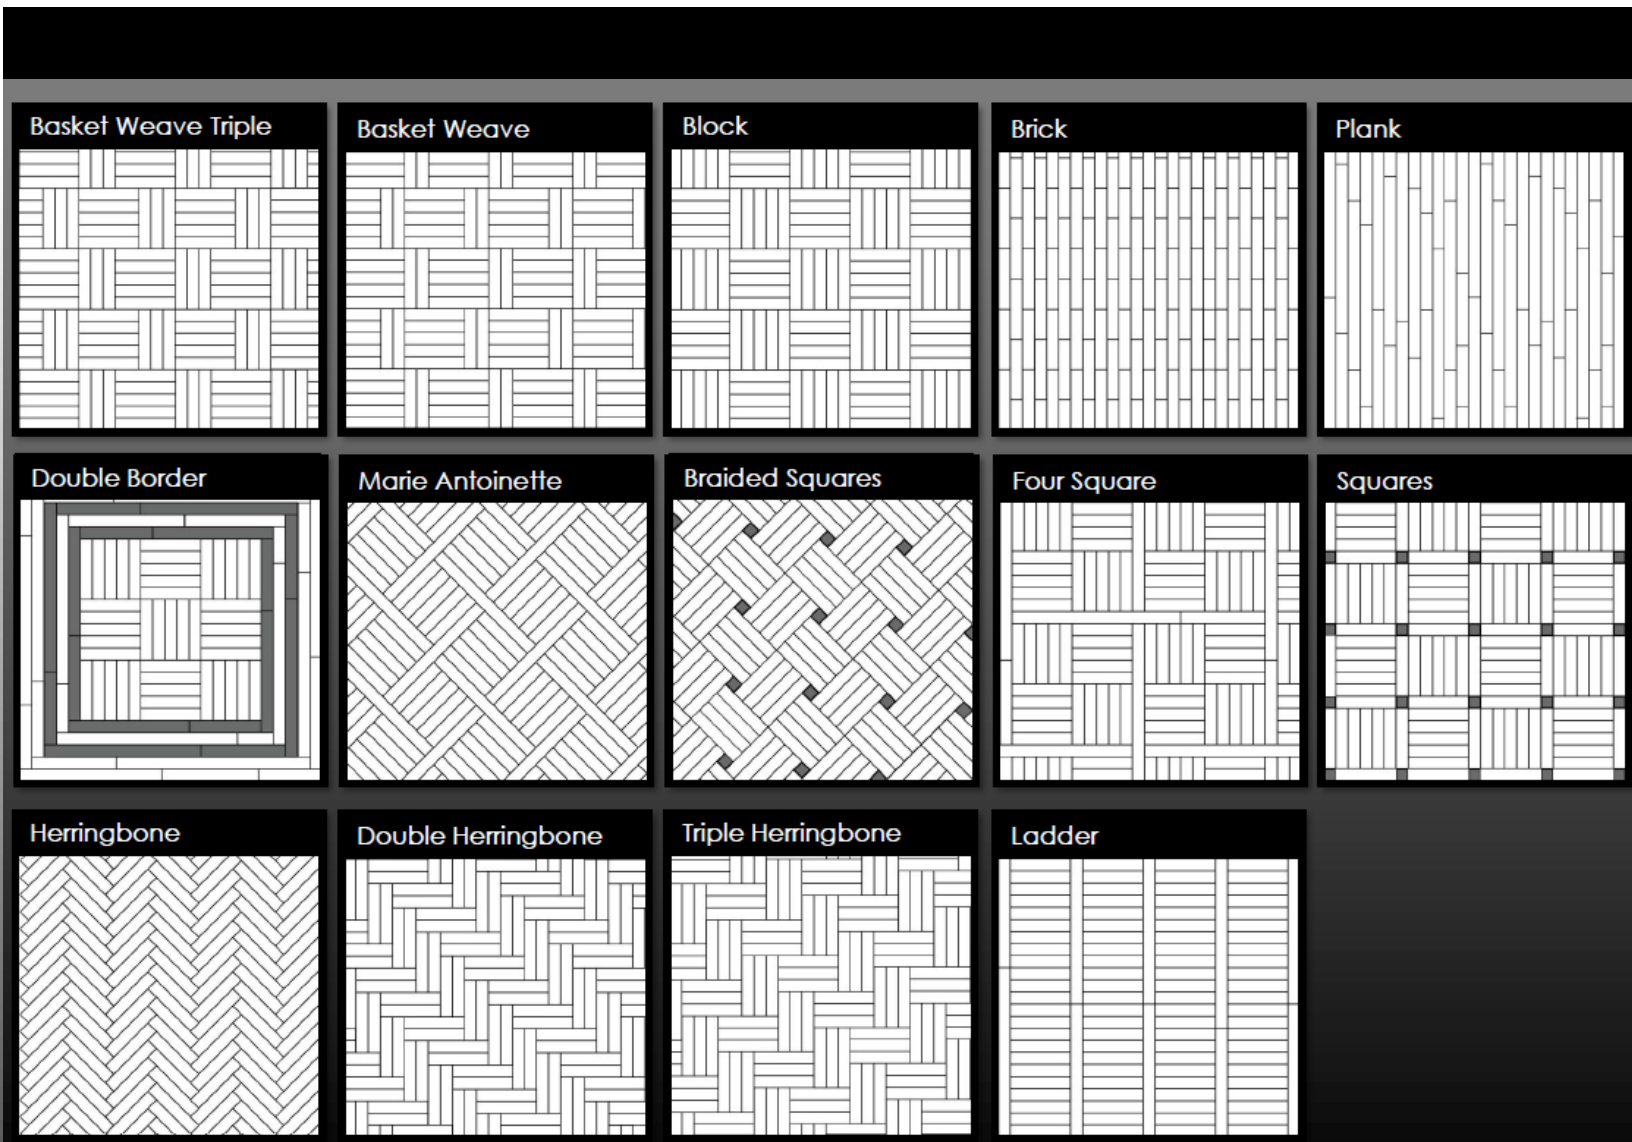 Basket Weave Triple
Basket Weave
Block
Brick
Plank
Double Border
Marie Antoinette
Braided Squares
Four Square
Squares
Herringbone
Double Herringbone
Triple Herringbone
Ladder